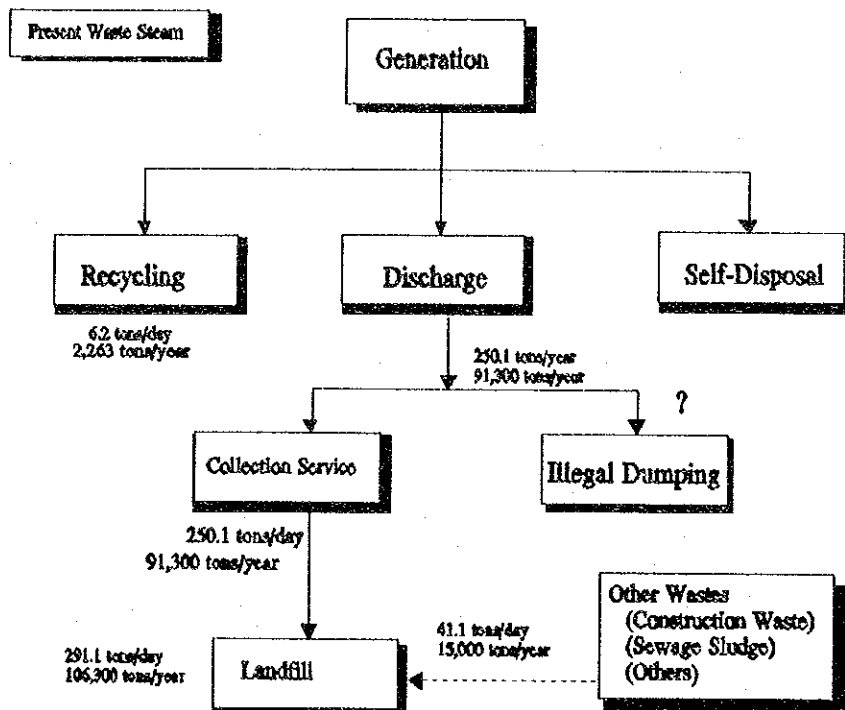 Present Waste Steam
Generation
Recycling
Discharge
Self-Disposal
6.2 tons/day
2,263 tons/year
250.1 tons/year
91,300 tons/year
?
Collection Service
Illegal Dumping
250.1 tons/day
91,300 tons/year
Other Wastes
(Construction Waste)
(Sewage Sludge)
(Others)
41.1 tons/day
15,000 tons/year
291.1 tons/day
106,300 tons/year
Landfill